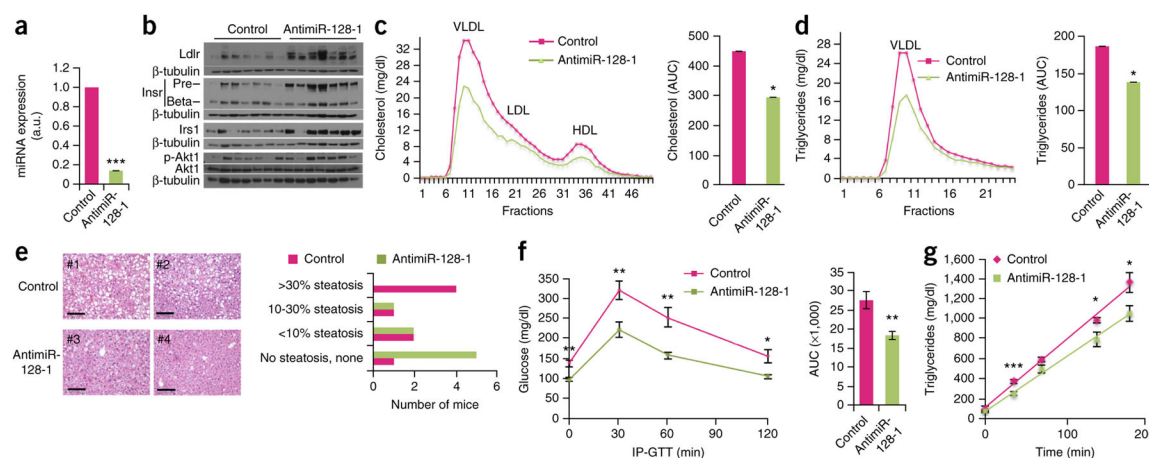 a
miRNA expression
(a.u.)
1.2
1.0
0.8
0.6
0.4
0.2
0
***
Control
AntimiR-
128-1
b
Control AntimiR-128-1
Ldlr
β-tubulin
Pre
Insr
Beta
β-tubulin
Irs1
β-tubulin
p-Akt1
Akt1
β-tubulin
c
Cholesterol (mg/dl)
32
28
24
20
16
12
8
4
0
VLDL
LDL
HDL
Control
AntimiR-128-1
1 6 11 16 21 26 31 36 41 46
Fractions
Cholesterol (AUC)
500
400
300
200
100
0
*
Control
AntimiR-
128-1
d
Triglycerides (mg/dl)
28
24
20
16
12
8
4
0
VLDL
Control
AntimiR-128-1
1 6 11 16 21
Fractions
Triglycerides (AUC)
200
150
100
50
0
*
Control
AntimiR-
128-1
e
Control
#1 #2
AntimiR-
128-1
#3 #4
Control AntimiR-128-1
>30% steatosis
10-30% steatosis
<10% steatosis
No steatosis, none
0 2 4 6
Number of mice
f
Glucose (mg/dl)
400
350
300
250
200
150
100
50
0
**
**
**
*
Control
AntimiR-128-1
0 30 60 120
IP-GTT (min)
AUC (×1,000)
35
30
25
20
15
10
5
0
**
Control
AntimiR-
128-1
g
Triglycerides (mg/dl)
1,600
1,400
1,200
1,000
800
600
400
200
0
Control
AntimiR-128-1
***
*
*
0 50 100 150 20
Time (min)